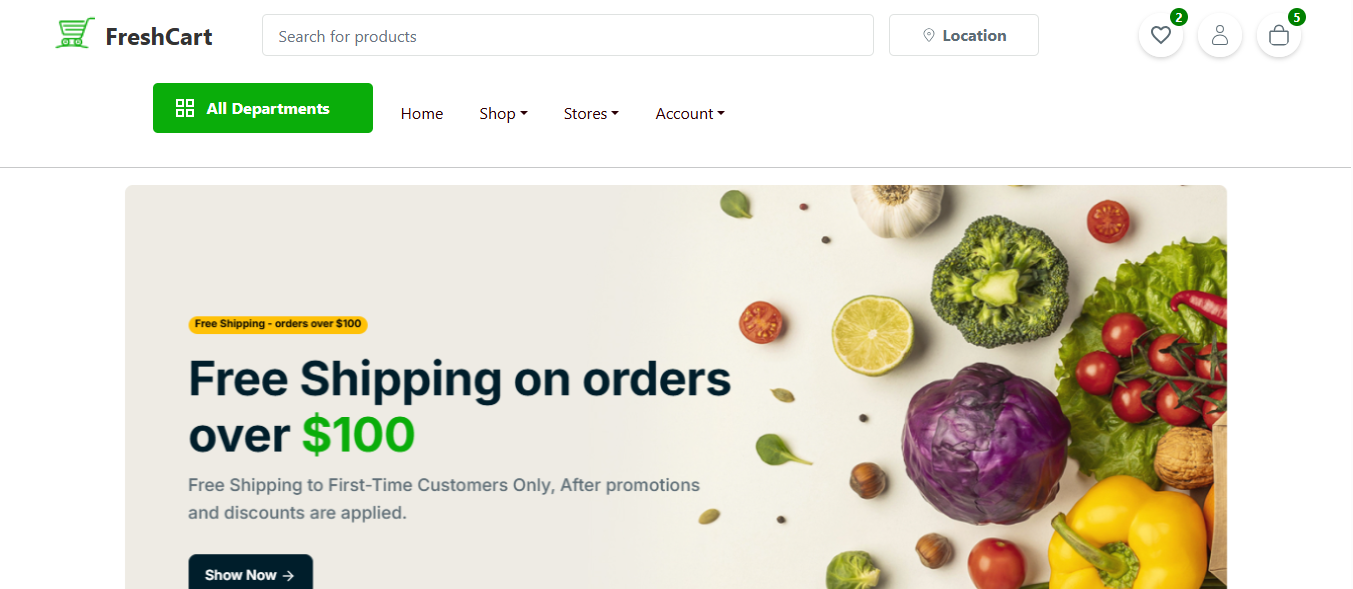 FreshCart
Search for products
Location
2
5
All Departments
Home
Shop
Stores
Account
Free Shipping - orders over $100
Free Shipping on orders
over $100
Free Shipping to First-Time Customers Only, After promotions
and discounts are applied.
Show Now →